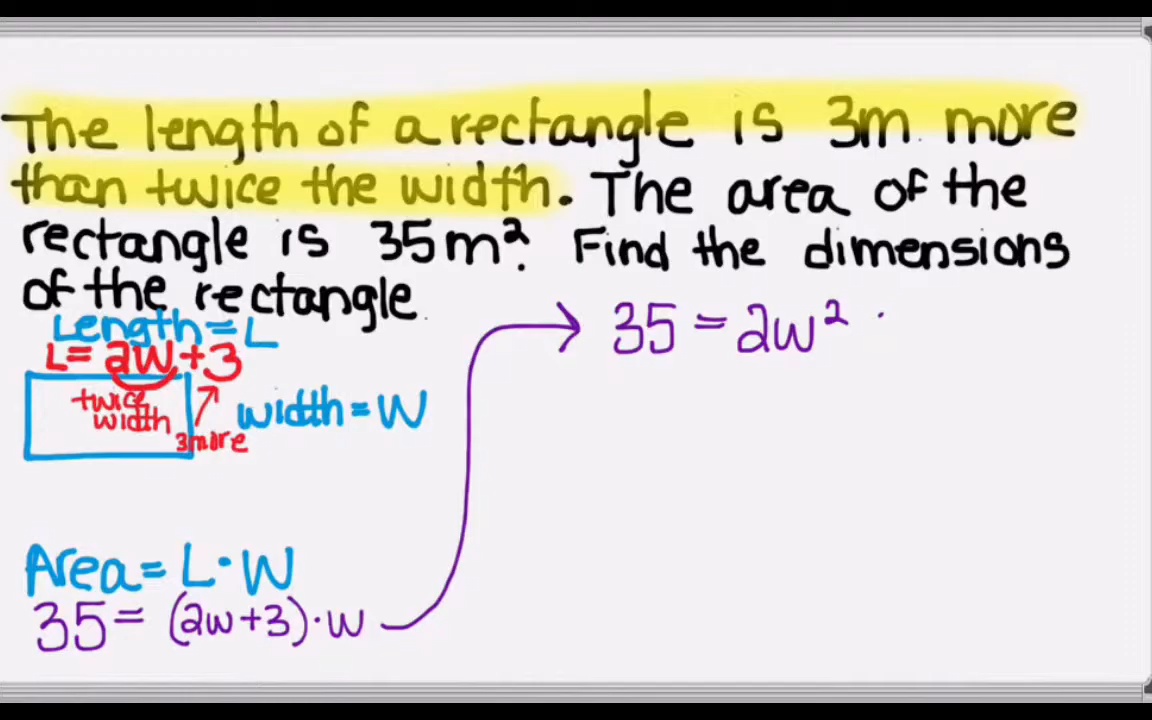 The length of a rectangle is 3m more
than twice the width. The area of the
rectangle is 35m². Find the dimensions
of the rectangle.
Length = L
L = 2w + 3
twice
width
3 more
width = W
Area = L · W
35 = (2w + 3) · w
35 = 2w²